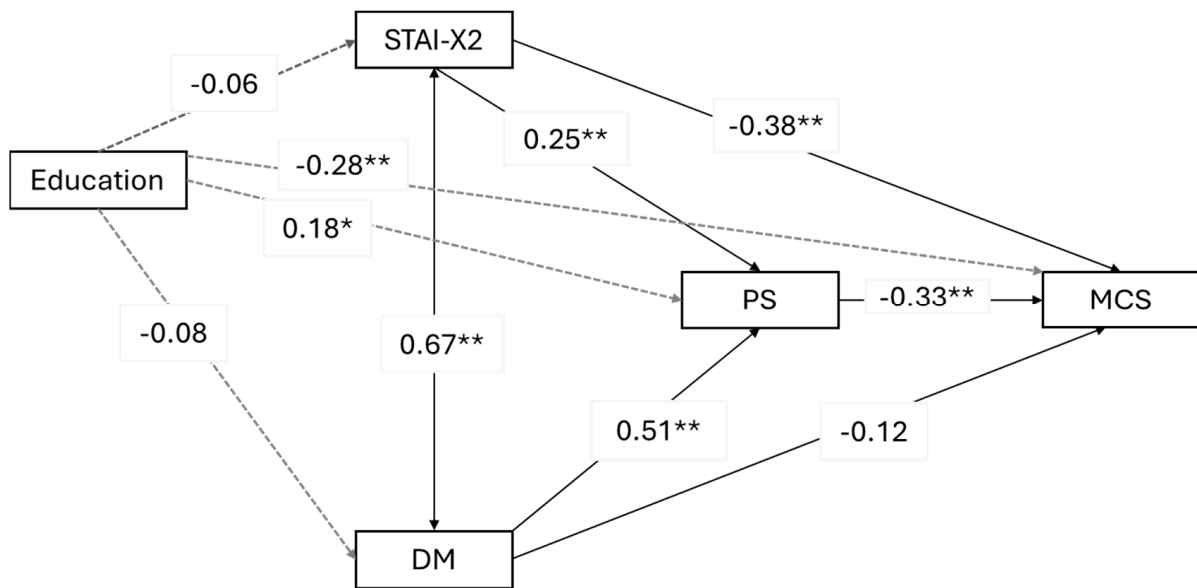 STAI-X2
-0.06
-0.38**
0.25**
-0.28**
Education
0.18*
PS
-0.33**
MCS
-0.08
0.67**
0.51**
-0.12
DM